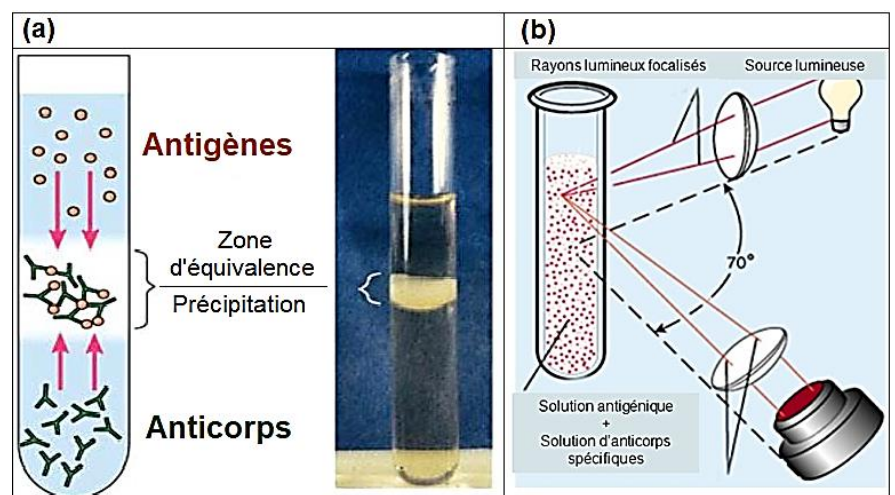 (a)
Antigènes
Zone
d'équivalence
Précipitation
Anticorps
(b)
Rayons lumineux focalisés
Source lumineuse
70°
Solution antigénique
+
Solution d'anticorps
spécifiques